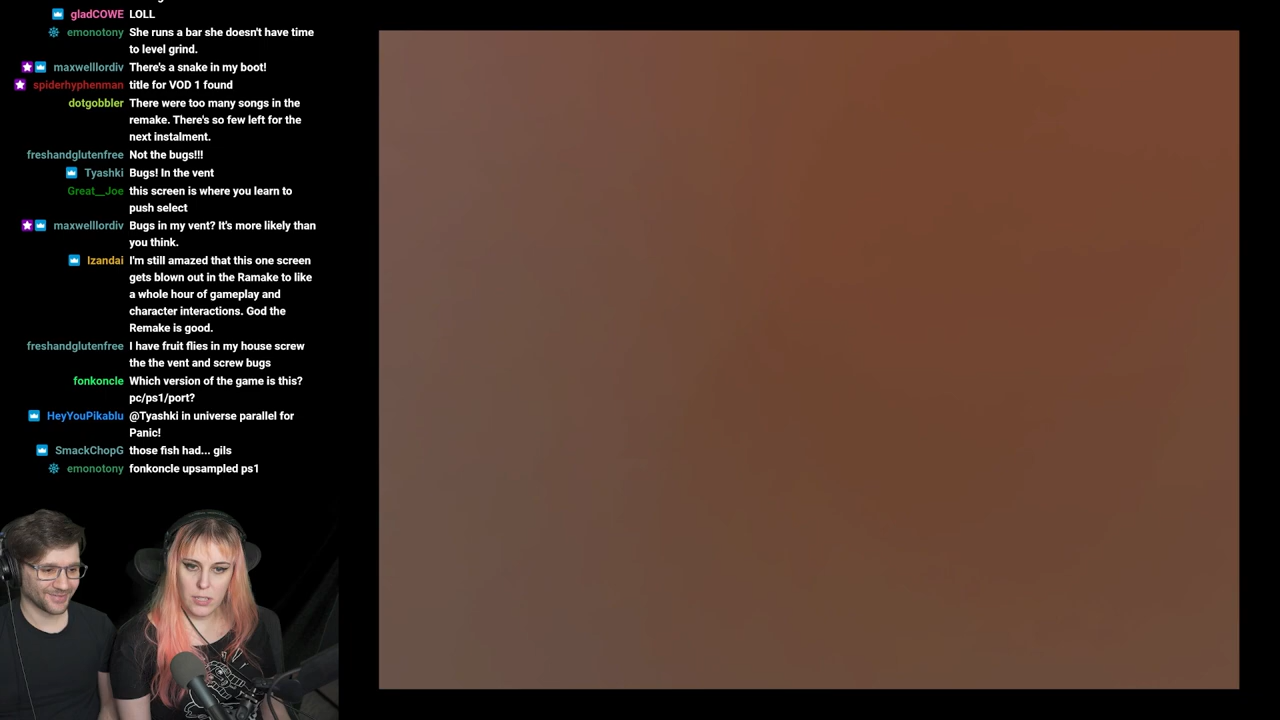 gladCOWE LOLL
emonotony She runs a bar she doesn't have time
to level grind.
maxwelllordiv There's a snake in my boot!
spiderhyphenman title for VOD 1 found
dotgobbler There were too many songs in the
remake. There's so few left for the
next instalment.
freshandglutenfree Not the bugs!!!
Tyashki Bugs! In the vent
Great__Joe this screen is where you learn to
push select
maxwelllordiv Bugs in my vent? It's more likely than
you think.
Izandai I'm still amazed that this one screen
gets blown out in the Ramake to like
a whole hour of gameplay and
character interactions. God the
Remake is good.
freshandglutenfree I have fruit flies in my house screw
the the vent and screw bugs
fonkoncle Which version of the game is this?
pc/ps1/port?
HeyYouPikablu @Tyashki in universe parallel for
Panic!
SmackChopG those fish had... gils
emonotony fonkoncle upsampled ps1